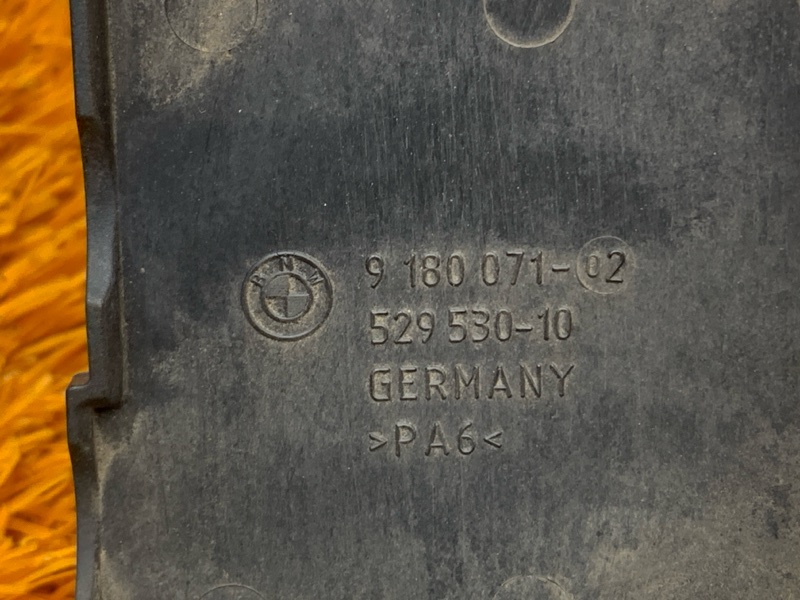 BMW
9 180 071-02
529 530-10
GERMANY
>PA6<